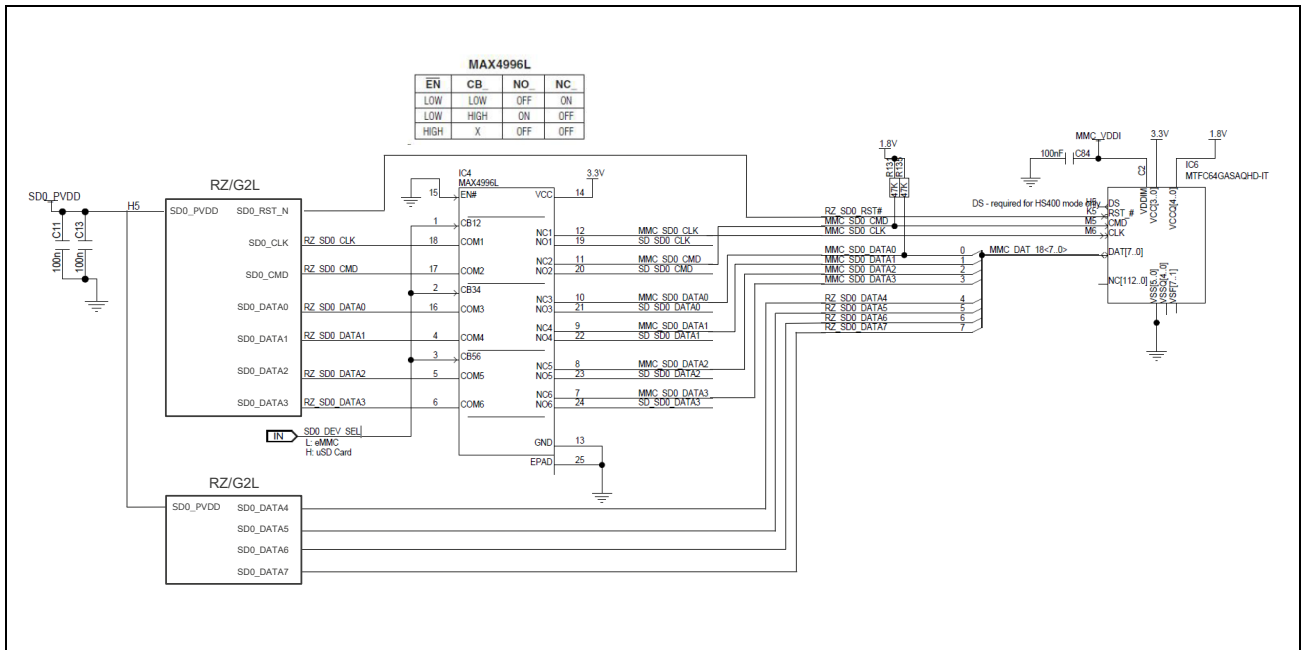 MAX4996L
EN CB_ NO_ NC_
LOW LOW OFF ON
LOW HIGH ON OFF
HIGH X OFF OFF
SD0_PVDD
H5
C11
100n
C13
100n
RZ/G2L
SD0_PVDD
SD0_RST_N
SD0_CLK
SD0_CMD
SD0_DATA0
SD0_DATA1
SD0_DATA2
SD0_DATA3
RZ_SD0_CLK
RZ_SD0_CMD
RZ_SD0_DATA0
RZ_SD0_DATA1
RZ_SD0_DATA2
RZ_SD0_DATA3
IN
SD0_DEV_SEL
L: eMMC
H: uSD Card
IC4
MAX4996L
15 EN# VCC 14
3.3V
1 CB12
18 COM1
NC1 12 MMC_SD0_CLK
NO1 19 SD_SD0_CLK
17 COM2
NC2 11 MMC_SD0_CMD
NO2 20 SD_SD0_CMD
2 CB34
16 COM3
NC3 10 MMC_SD0_DATA0
NO3 21 SD_SD0_DATA0
4 COM4
NC4 9 MMC_SD0_DATA1
NO4 22 SD_SD0_DATA1
3 CB56
5 COM5
NC5 8 MMC_SD0_DATA2
NO5 23 SD_SD0_DATA2
6 COM6
NC6 7 MMC_SD0_DATA3
NO6 24 SD_SD0_DATA3
GND 13
EPAD 25
1.8V
47K
47K
RZ_SD0_RST#
MMC_SD0_CMD
MMC_SD0_CLK
MMC_SD0_DATA0 0
MMC_SD0_DATA1 1
MMC_SD0_DATA2 2
MMC_SD0_DATA3 3
RZ_SD0_DATA4 4
RZ_SD0_DATA5 5
RZ_SD0_DATA6 6
RZ_SD0_DATA7 7
MMC_DAT_18<7..0>
MMC_VDDI
100nF C84
3.3V
1.8V
IC6
MTFC64GASAQHD-IT
C2
VDDIM
VCC[3..0]
VCCQ[4..0]
DS - required for HS400 mode only
H5 DS
K5 RST_#
M5 CMD
M6 CLK
DAT[7..0]
NC[112..0]
VSS[5..0]
VSSQ[4..0]
VSF[7..1]
RZ/G2L
SD0_PVDD
SD0_DATA4
SD0_DATA5
SD0_DATA6
SD0_DATA7